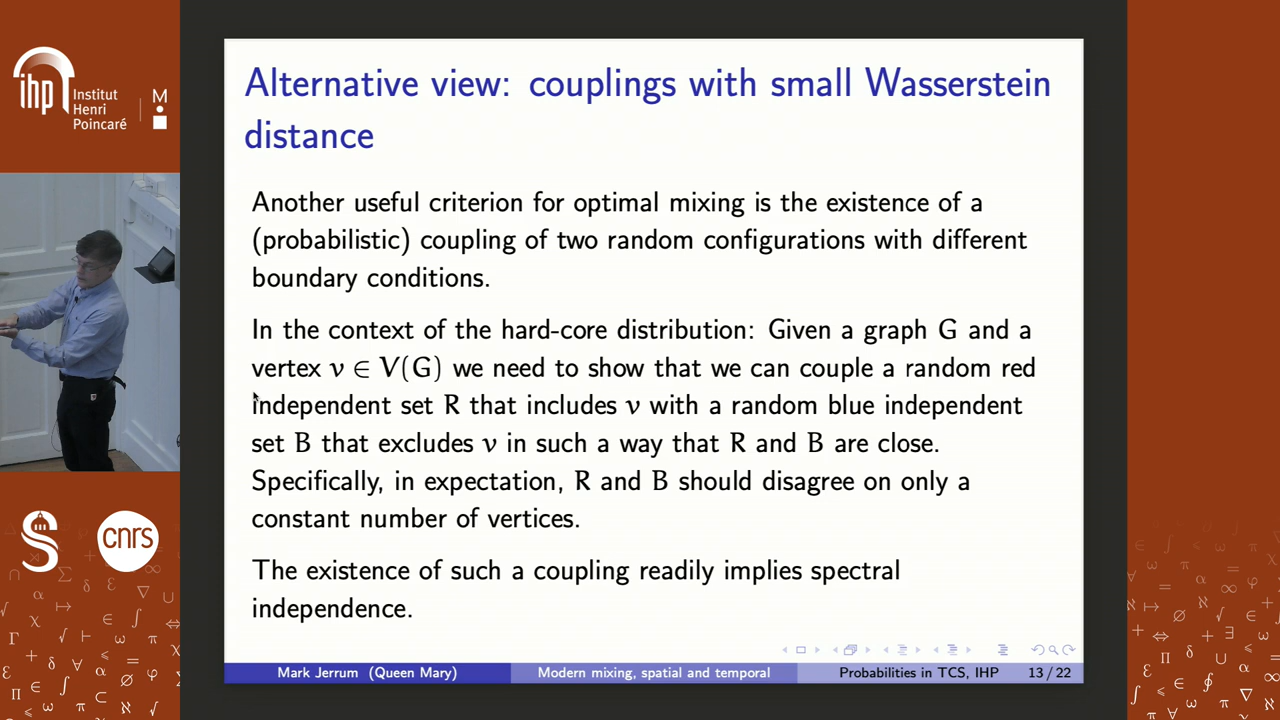 ihp
Institut
Henri
Poincaré
M
Alternative view: couplings with small Wasserstein
distance
Another useful criterion for optimal mixing is the existence of a
(probabilistic) coupling of two random configurations with different
boundary conditions.
In the context of the hard-core distribution: Given a graph G and a
vertex v ∈ V(G) we need to show that we can couple a random red
independent set R that includes v with a random blue independent
set B that excludes v in such a way that R and B are close.
Specifically, in expectation, R and B should disagree on only a
constant number of vertices.
The existence of such a coupling readily implies spectral
independence.
Mark Jerrum (Queen Mary)
Modern mixing, spatial and temporal
Probabilities in TCS, IHP
13 / 22
S
cnrs